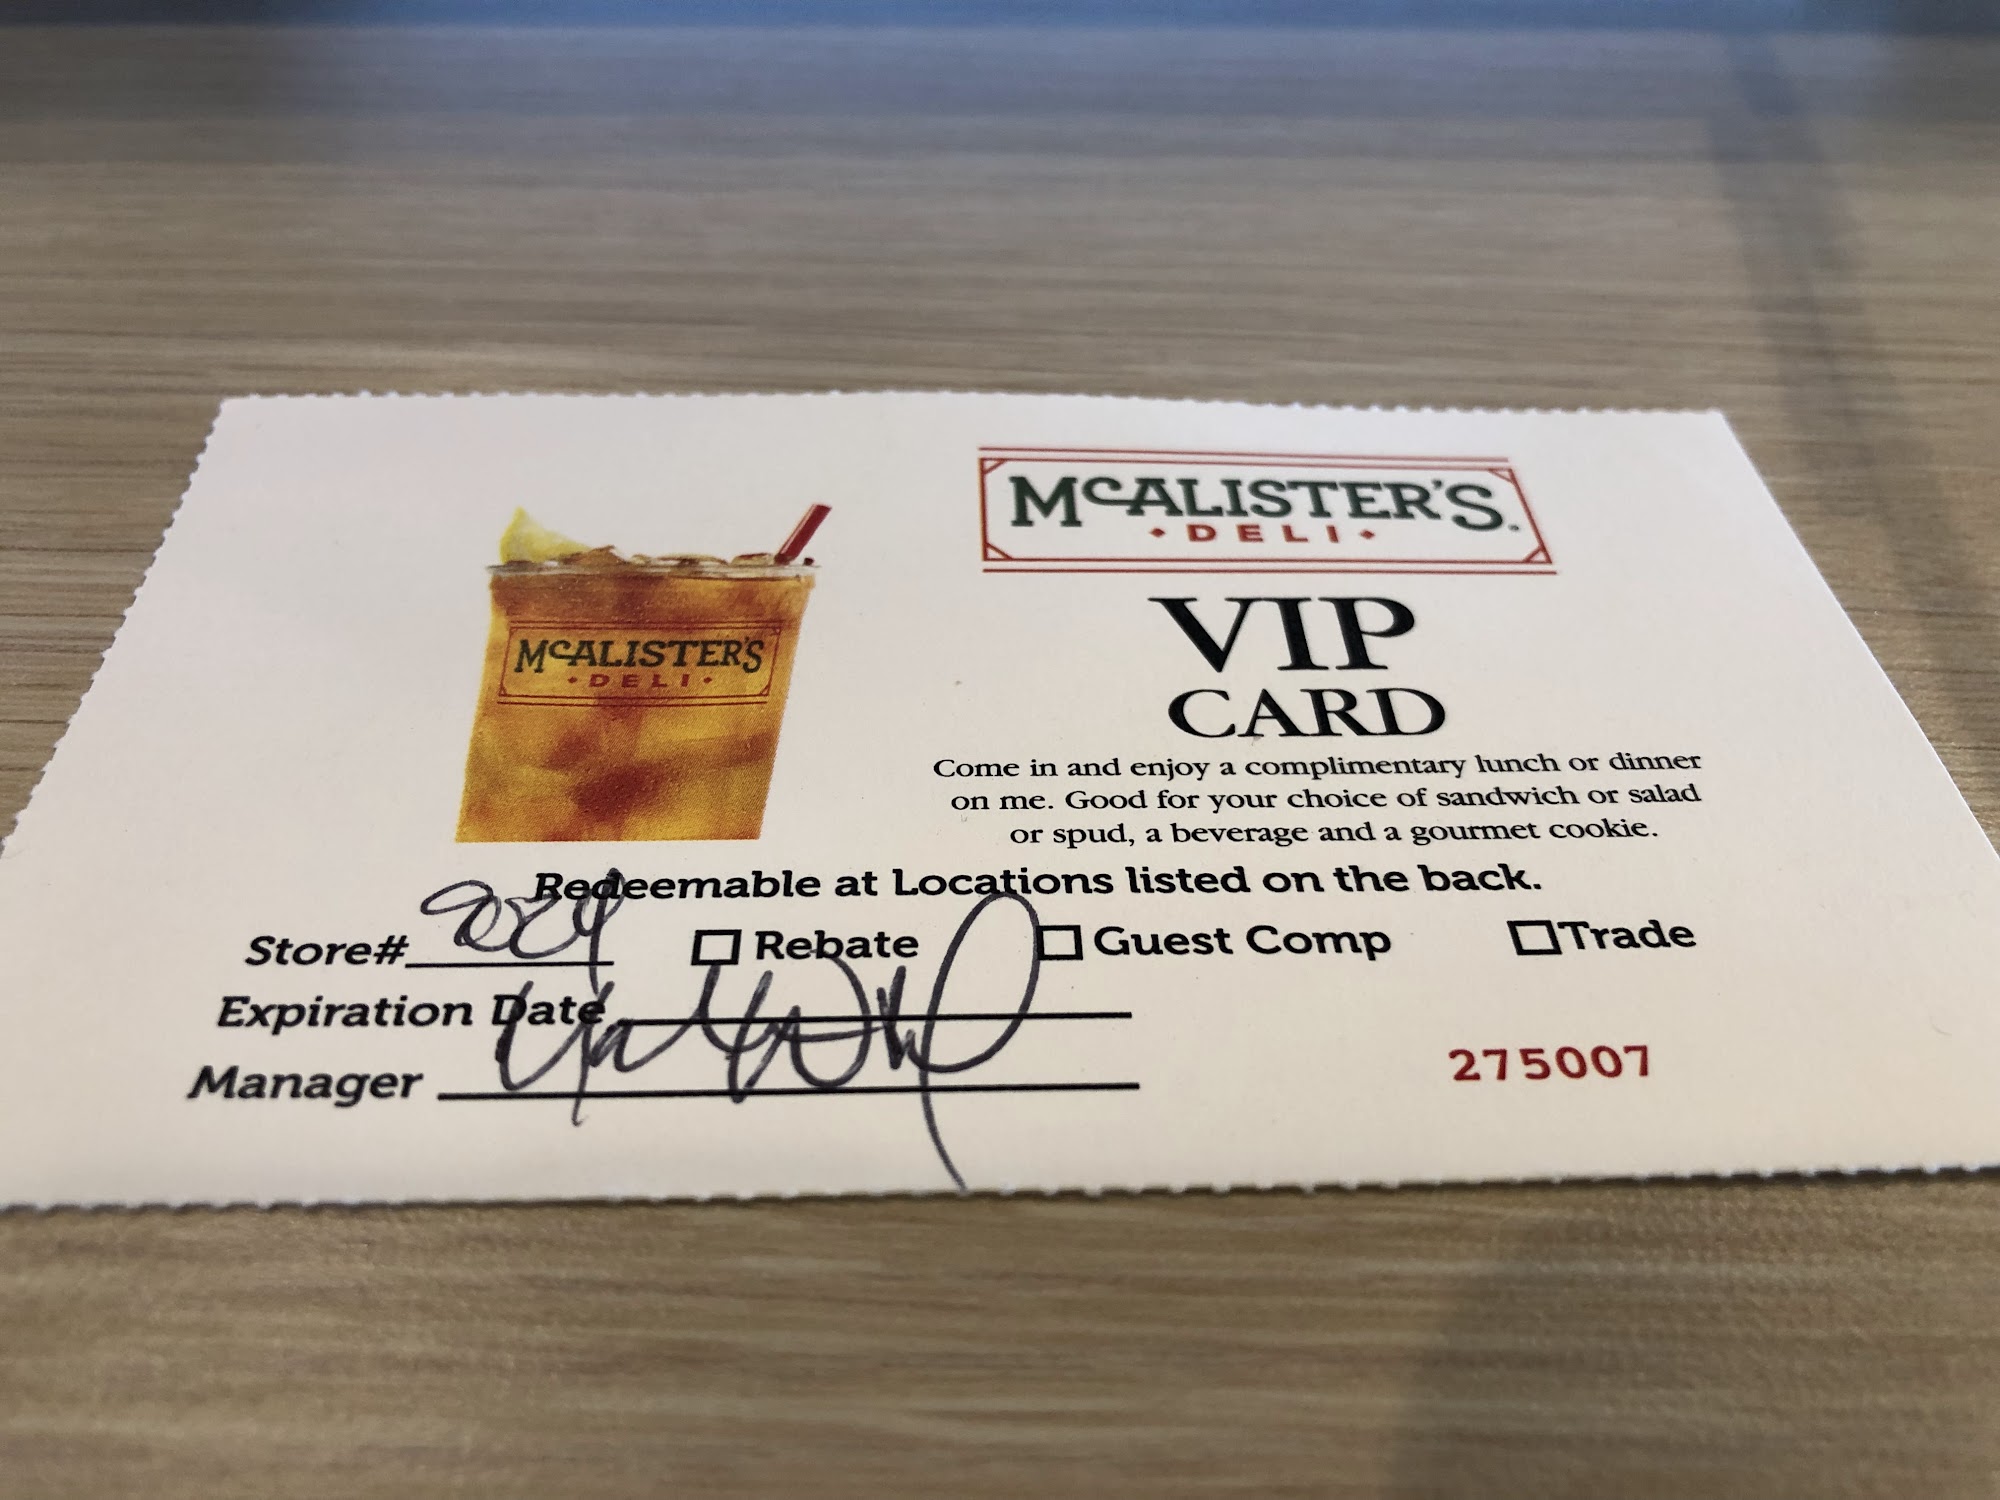 McALISTER'S
DELI
McALISTER'S
DELI
VIP
CARD
Come in and enjoy a complimentary lunch or dinner
on me. Good for your choice of sandwich or salad
or spud, a beverage and a gourmet cookie.
Redeemable at Locations listed on the back.
Store# □ Rebate □ Guest Comp □ Trade
Expiration Date
Manager
275007